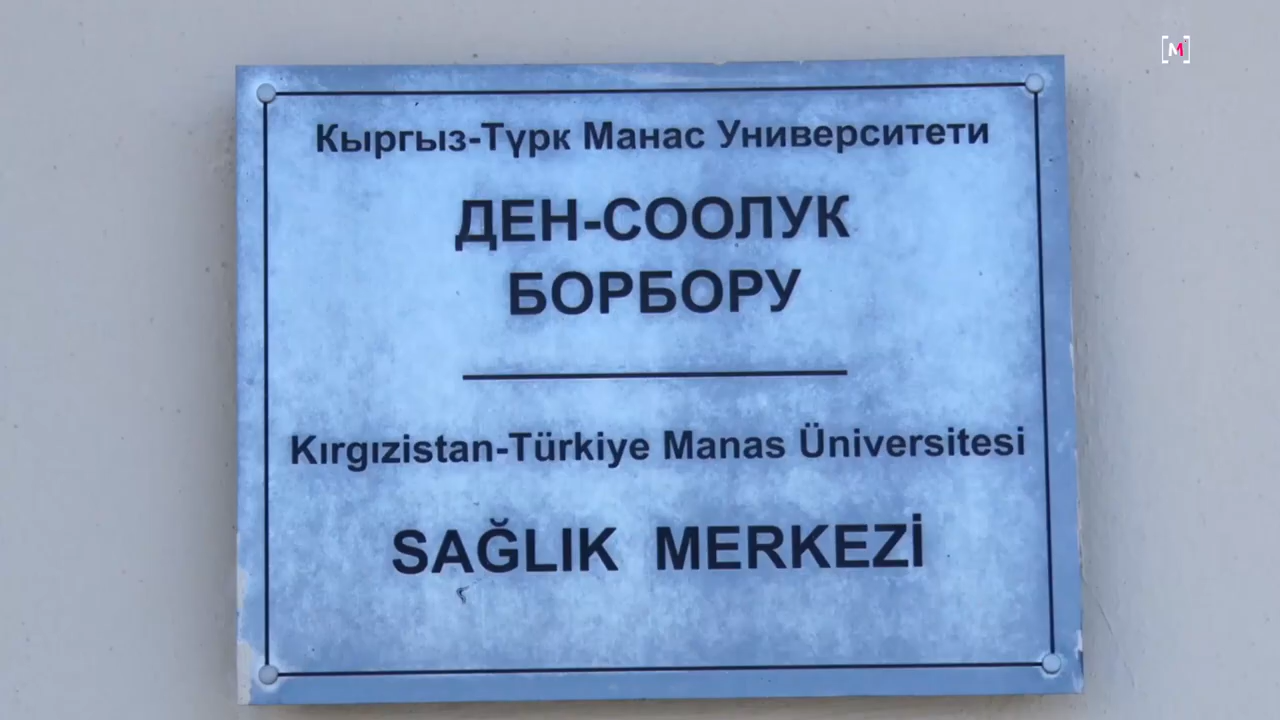 [M]
Кыргыз-Түрк Манас Университети
ДЕН-СООЛУК
БОРБОРУ
Kırgızistan-Türkiye Manas Üniversitesi
SAĞLIK MERKEZİ